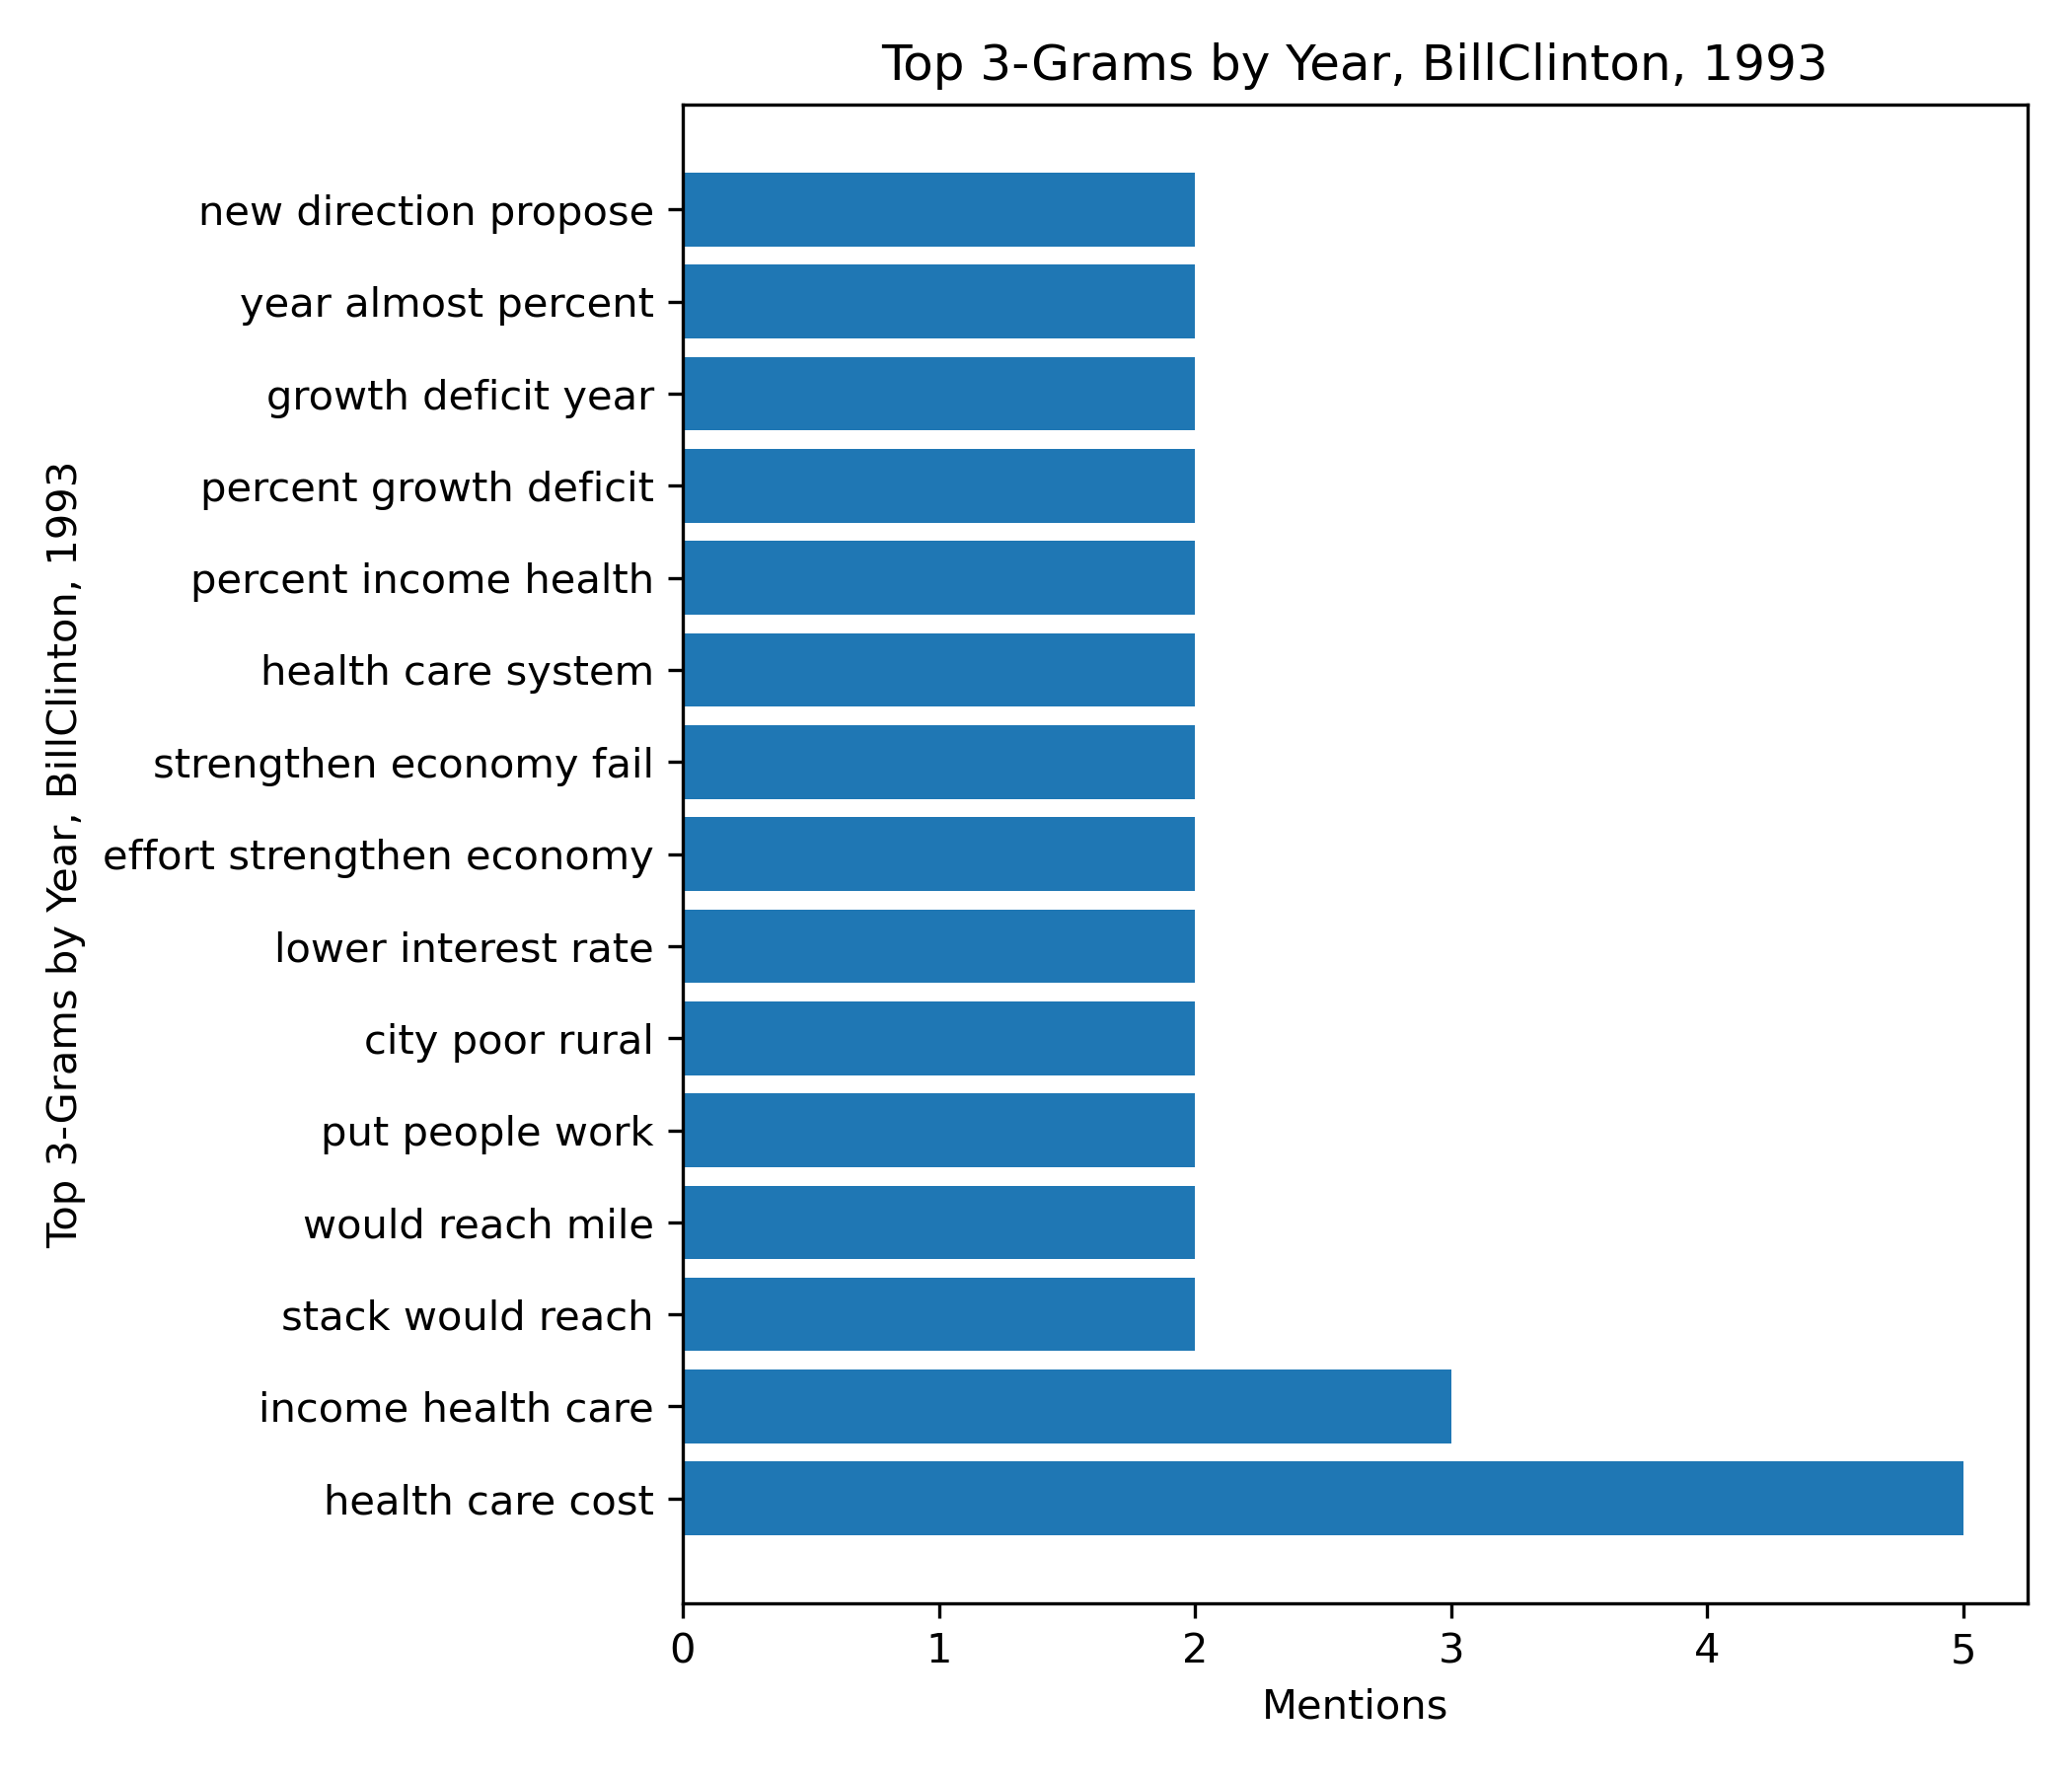 Top 3-Grams by Year, BillClinton, 1993
Top 3-Grams by Year, BillClinton, 1993
new direction propose
year almost percent
growth deficit year
percent growth deficit
percent income health
health care system
strengthen economy fail
effort strengthen economy
lower interest rate
city poor rural
put people work
would reach mile
stack would reach
income health care
health care cost
0 1 2 3 4 5
Mentions